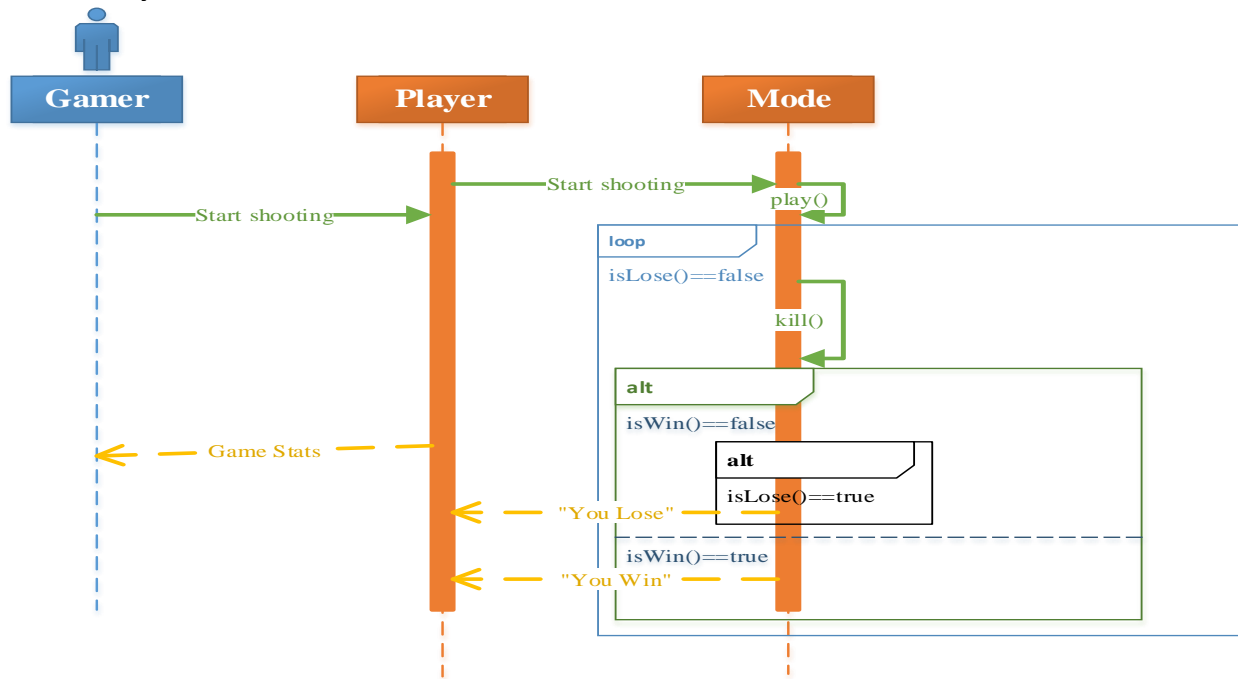 Gamer
Player
Mode
Start shooting
play()
Start shooting
loop
isLose()==false
kill()
alt
isWin()==false
Game Stats
alt
isLose()==true
"You Lose"
isWin()==true
"You Win"